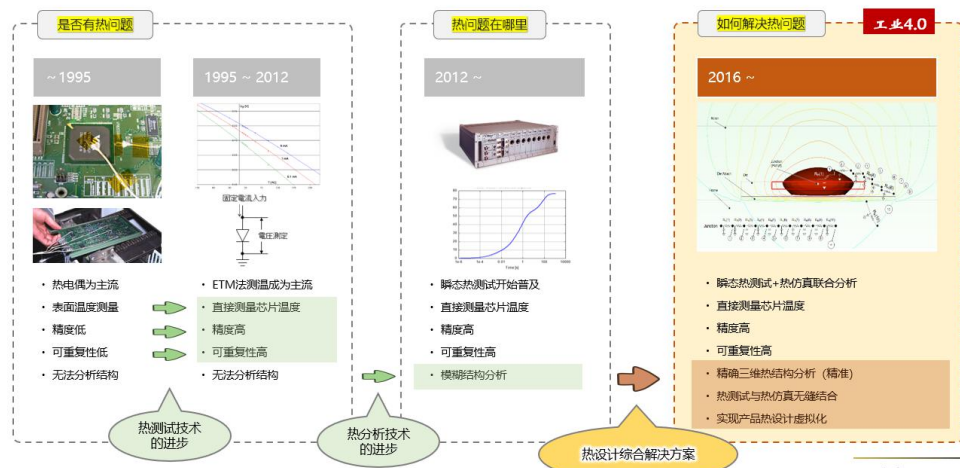 是否有热问题
热问题在哪里
如何解决热问题
工业4.0
~1995
1995 ~ 2012
2012 ~
2016 ~
固定電流入力
電圧測定
・ 热电偶为主流
・ 表面温度测量
・ 精度低
・ 可重复性低
・ 无法分析结构
・ ETM法测温成为主流
・ 直接测量芯片温度
・ 精度高
・ 可重复性高
・ 无法分析结构
・ 瞬态热测试开始普及
・ 直接测量芯片温度
・ 精度高
・ 可重复性高
・ 模糊结构分析
・ 瞬态热测试+热仿真联合分析
・ 直接测量芯片温度
・ 精度高
・ 可重复性高
・ 精确三维热结构分析（精准）
・ 热测试与热仿真无缝结合
・ 实现产品热设计虚拟化
热测试技术
的进步
热分析技术
的进步
热设计综合解决方案